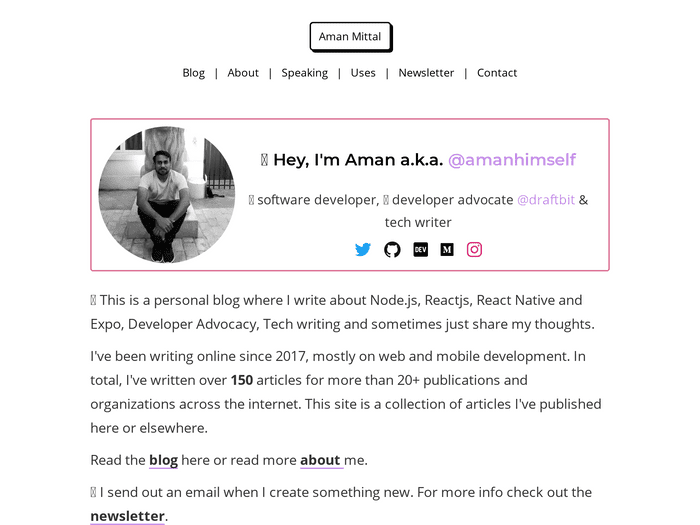 Aman Mittal
Blog | About | Speaking | Uses | Newsletter | Contact
Hey, I'm Aman a.k.a. @amanhimself
software developer, developer advocate @draftbit &
tech writer
DEV M
This is a personal blog where I write about Node.js, Reactjs, React Native and
Expo, Developer Advocacy, Tech writing and sometimes just share my thoughts.
I've been writing online since 2017, mostly on web and mobile development. In
total, I've written over 150 articles for more than 20+ publications and
organizations across the internet. This site is a collection of articles I've published
here or elsewhere.
Read the blog here or read more about me.
I send out an email when I create something new. For more info check out the
newsletter.